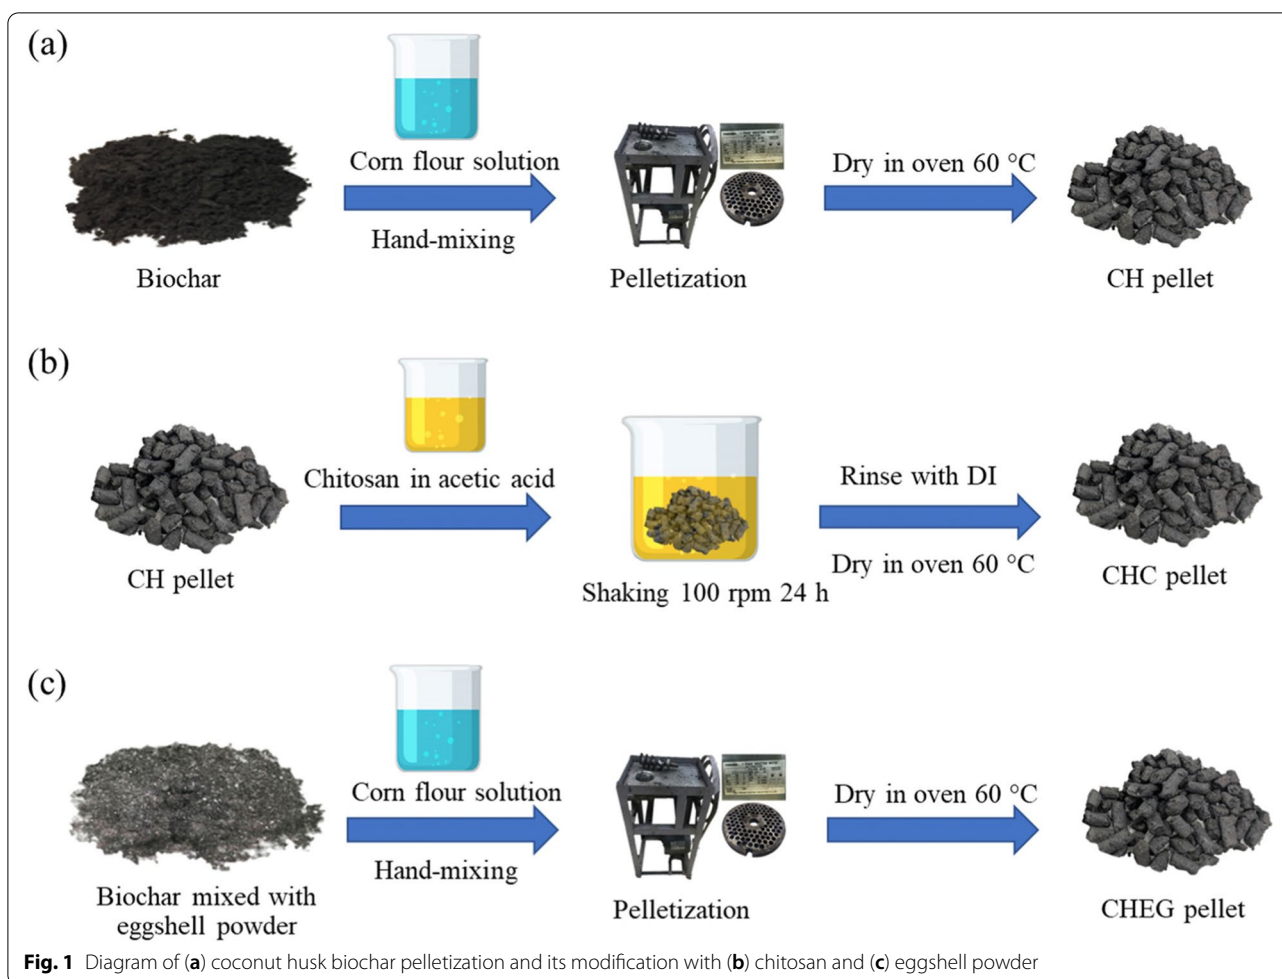 (a)
Corn flour solution
Hand-mixing
Dry in oven 60 °C
Biochar
Pelletization
CH pellet
(b)
Chitosan in acetic acid
Rinse with DI
Dry in oven 60 °C
CH pellet
Shaking 100 rpm 24 h
CHC pellet
(c)
Corn flour solution
Hand-mixing
Dry in oven 60 °C
Biochar mixed with
eggshell powder
Pelletization
CHEG pellet
Fig. 1 Diagram of (a) coconut husk biochar pelletization and its modification with (b) chitosan and (c) eggshell powder